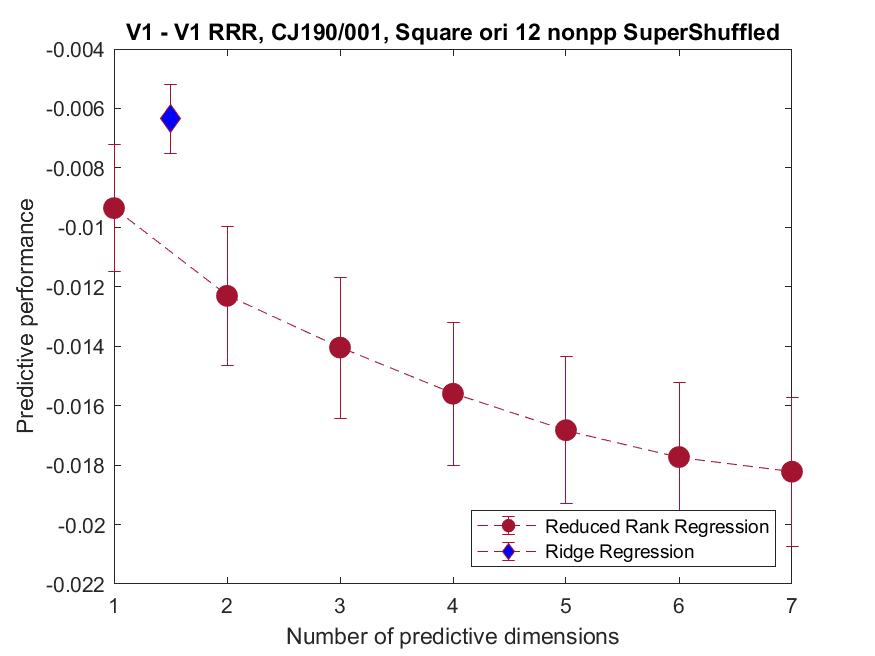 V1 - V1 RRR, CJ190/001, Square ori 12 nonpp SuperShuffled
-0.004
-0.006
-0.008
-0.01
-0.012
-0.014
-0.016
-0.018
-0.02
-0.022
Predictive performance
Reduced Rank Regression
Ridge Regression
1 2 3 4 5 6 7
Number of predictive dimensions